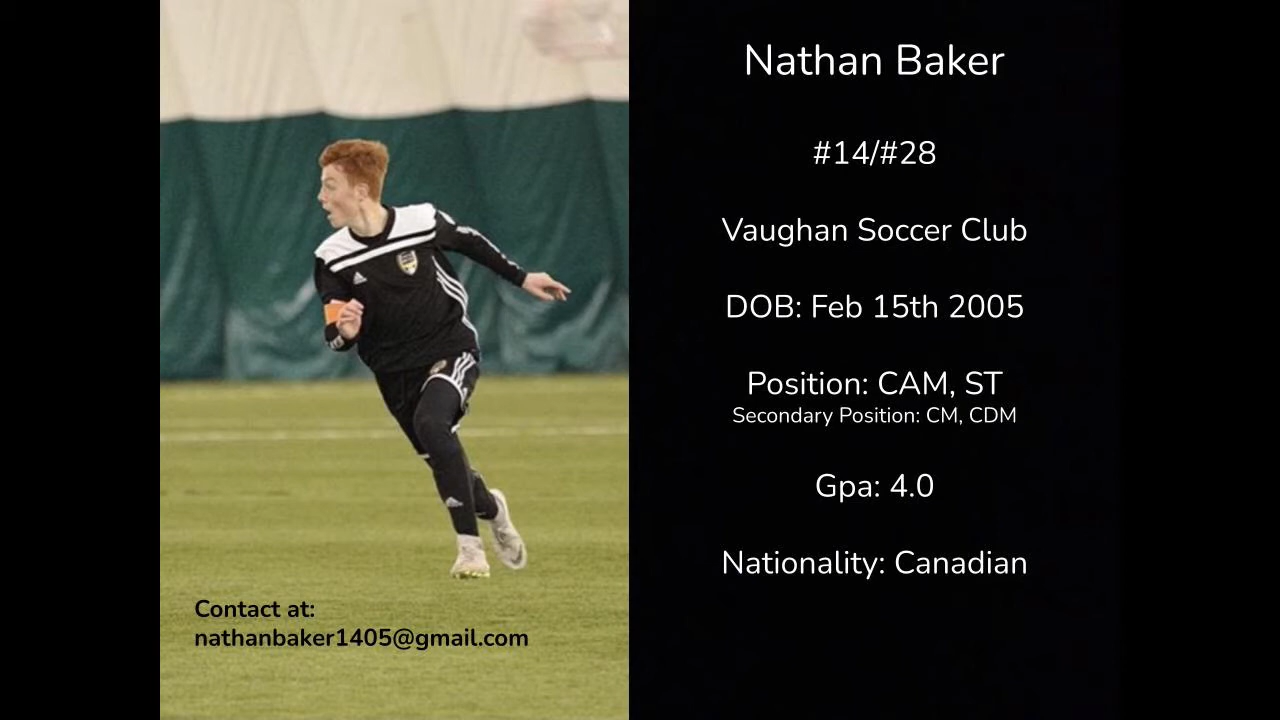 Nathan Baker
#14/#28
Vaughan Soccer Club
DOB: Feb 15th 2005
Position: CAM, ST
Secondary Position: CM, CDM
Gpa: 4.0
Nationality: Canadian
Contact at:
nathanbaker1405@gmail.com